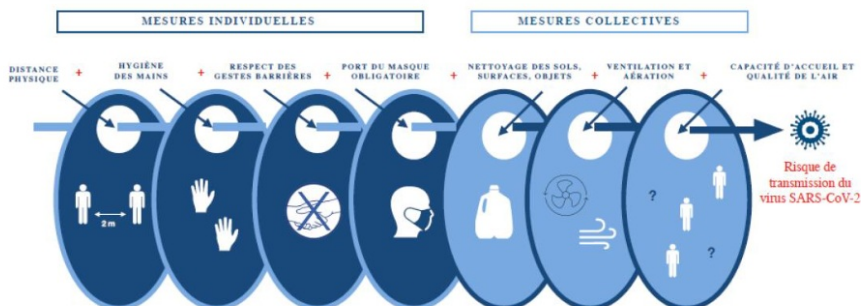 MESURES INDIVIDUELLES
MESURES COLLECTIVES
DISTANCE
PHYSIQUE
+
HYGIÈNE
DES MAINS
+
RESPECT DES
GESTES BARRIÈRES
+
PORT DU MASQUE
OBLIGATOIRE
+
NETTOYAGE DES SOLS,
SURFACES, OBJETS,
+
VENTILATION ET
AÉRATION
+
CAPACITÉ D'ACCUEIL ET
QUALITÉ DE L'AIR
2 m
?
?
Risque de
transmission du
virus SARS-CoV-2